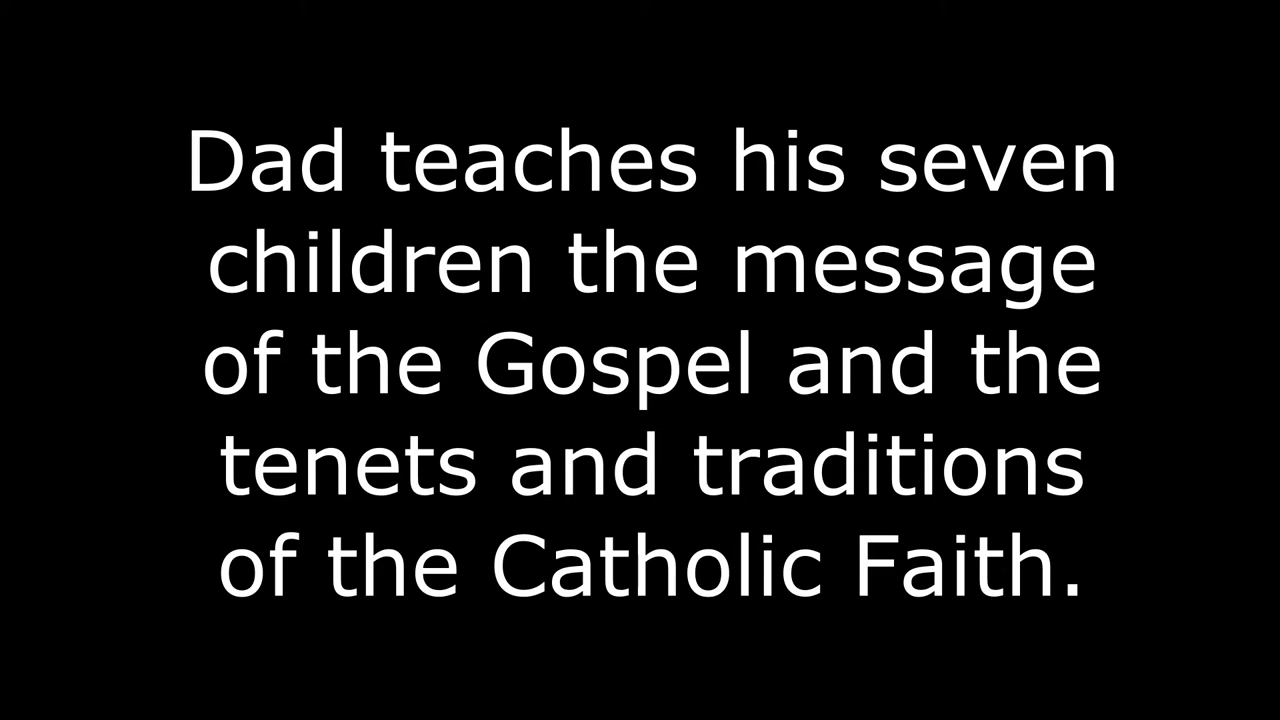 Dad teaches his seven
children the message
of the Gospel and the
tenets and traditions
of the Catholic Faith.